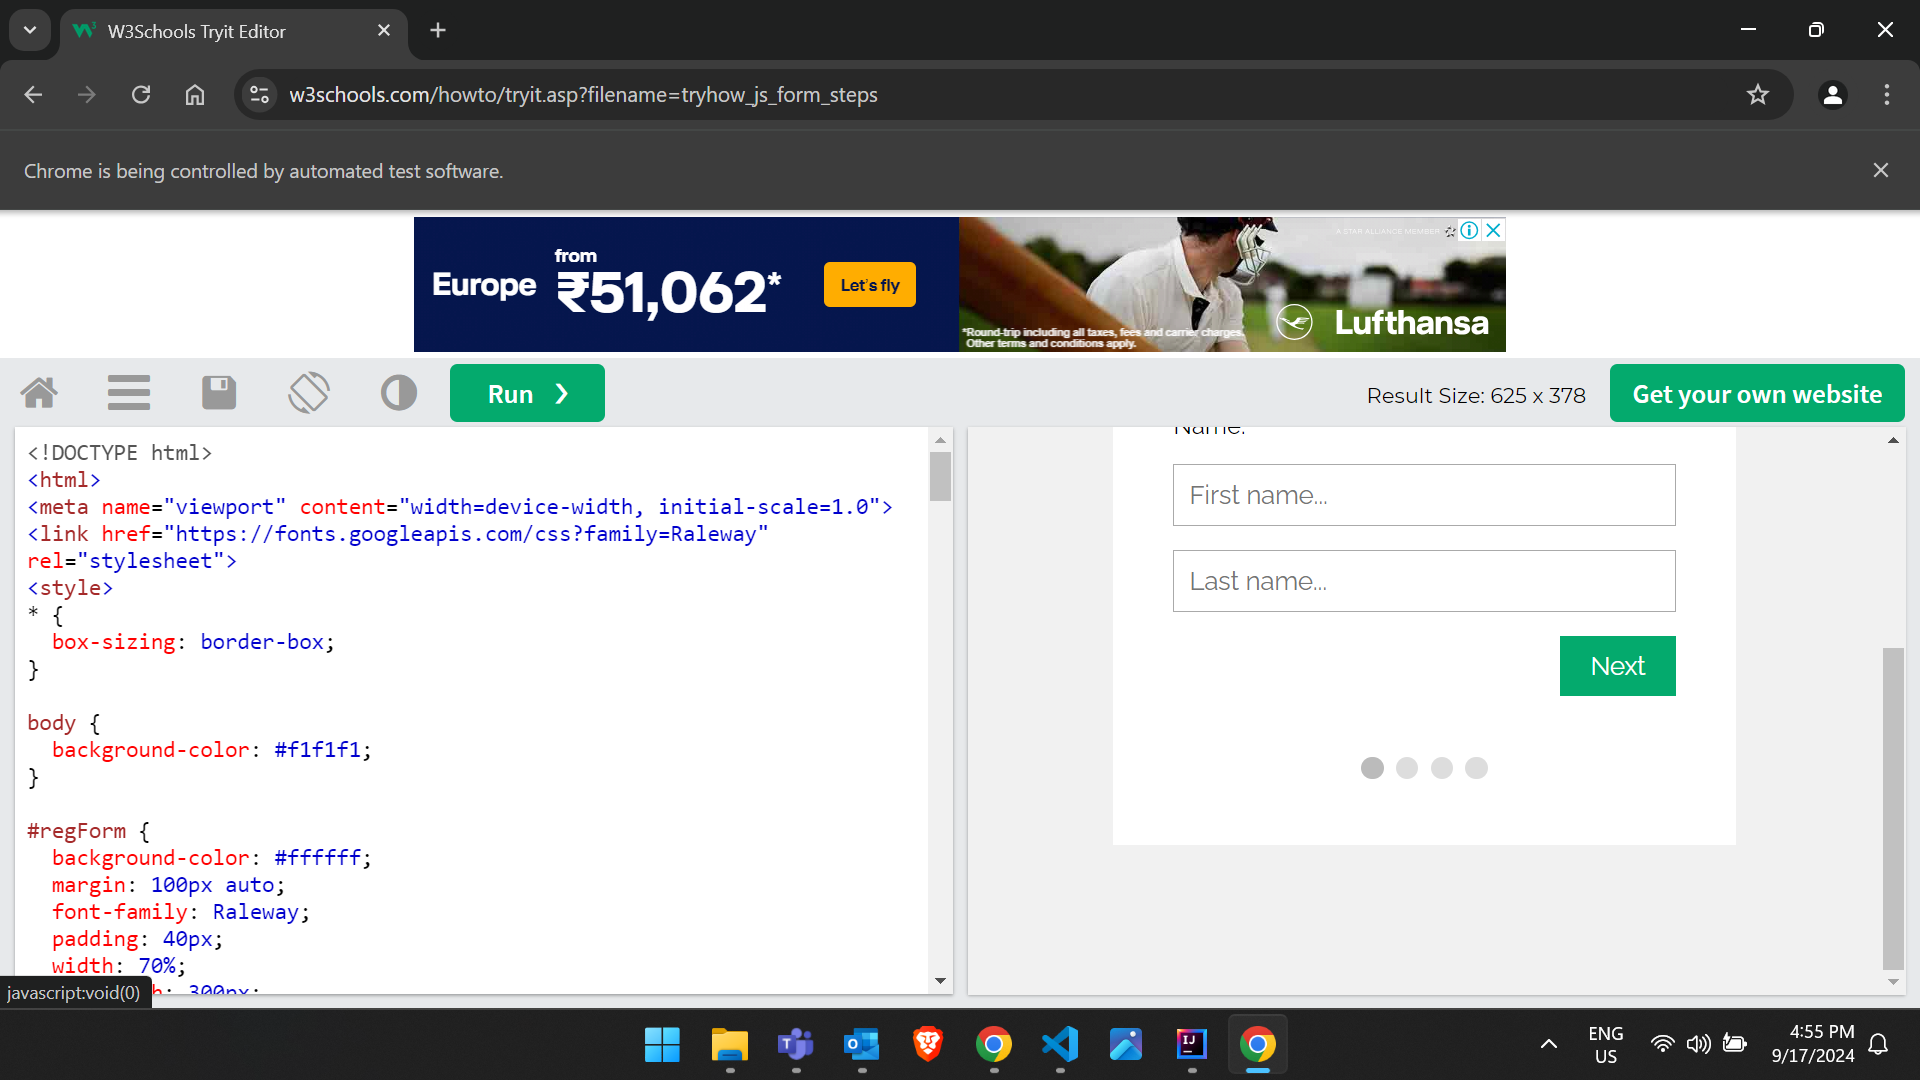 W3Schools Tryit Editor
w3schools.com/howto/tryit.asp?filename=tryhow_js_form_steps
Chrome is being controlled by automated test software.
Europe
from
₹51,062*
Let's fly
A STAR ALLIANCE MEMBER
*Round-trip including all taxes, fees and carrier charges.
Other terms and conditions apply.
Lufthansa
Run ❯
Result Size: 625 x 378
Get your own website
<!DOCTYPE html>
<html>
<meta name="viewport" content="width=device-width, initial-scale=1.0">
<link href="https://fonts.googleapis.com/css?family=Raleway"
rel="stylesheet">
<style>
* {
box-sizing: border-box;
}
body {
background-color: #f1f1f1;
}
#regForm {
background-color: #ffffff;
margin: 100px auto;
font-family: Raleway;
padding: 40px;
width: 70%;
h: 300px;
javascript:void(0)
Name:
First name...
Last name...
Next
ENG
US
4:55 PM
9/17/2024